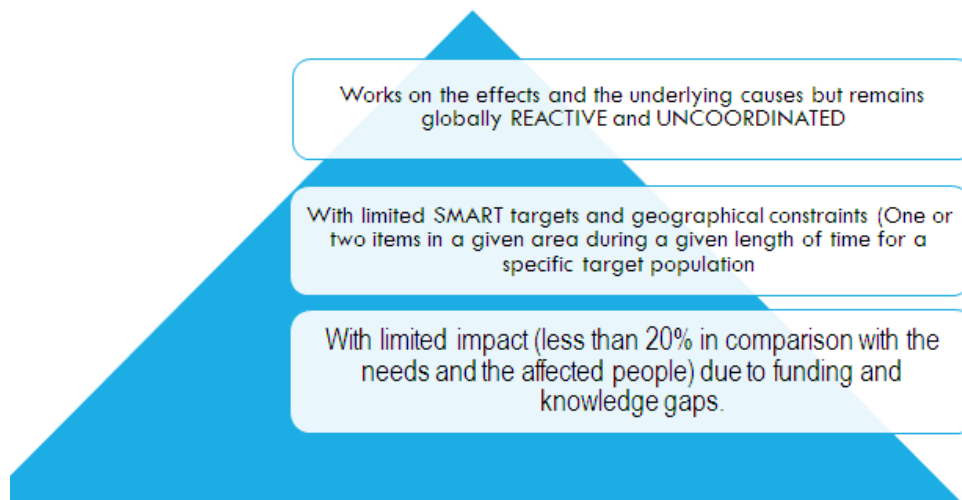 Works on the effects and the underlying causes but remains
globally REACTIVE and UNCOORDINATED
With limited SMART targets and geographical constraints (One or
two items in a given area during a given length of time for a
specific target population
With limited impact (less than 20% in comparison with the
needs and the affected people) due to funding and
knowledge gaps.